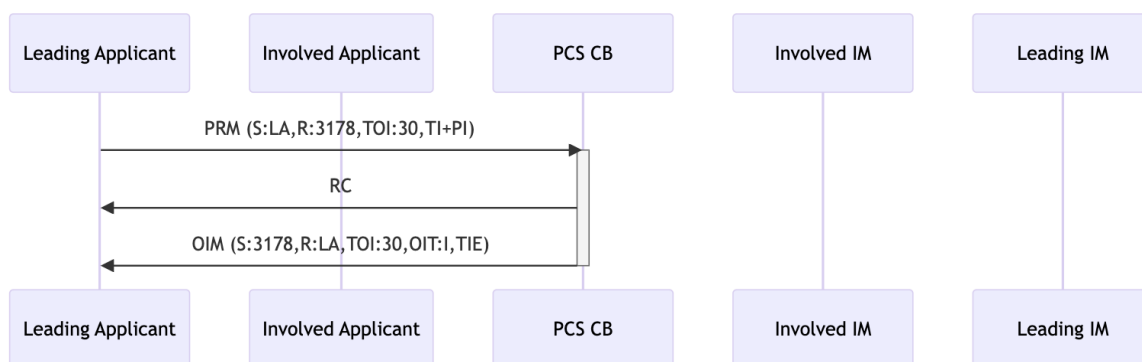 Leading Applicant
Involved Applicant
PCS CB
Involved IM
Leading IM
PRM (S:LA,R:3178,TOI:30,TI+PI)
RC
OIM (S:3178,R:LA,TOI:30,OIT:I,TIE)
Leading Applicant
Involved Applicant
PCS CB
Involved IM
Leading IM